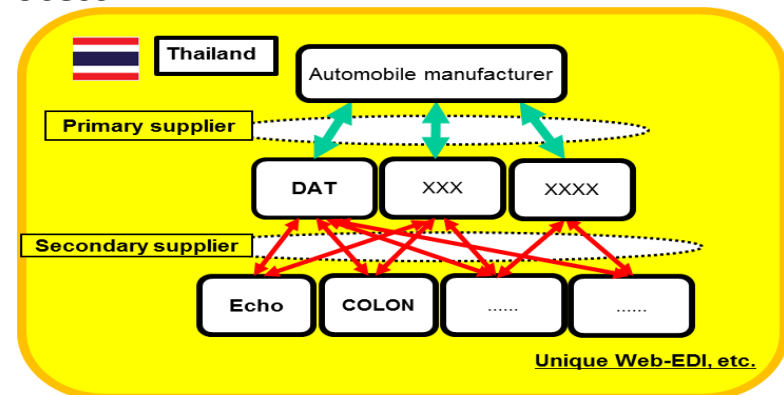 Thailand
Automobile manufacturer
Primary supplier
DAT
XXX
XXXX
Secondary supplier
Echo
COLON
......
......
Unique Web-EDI, etc.